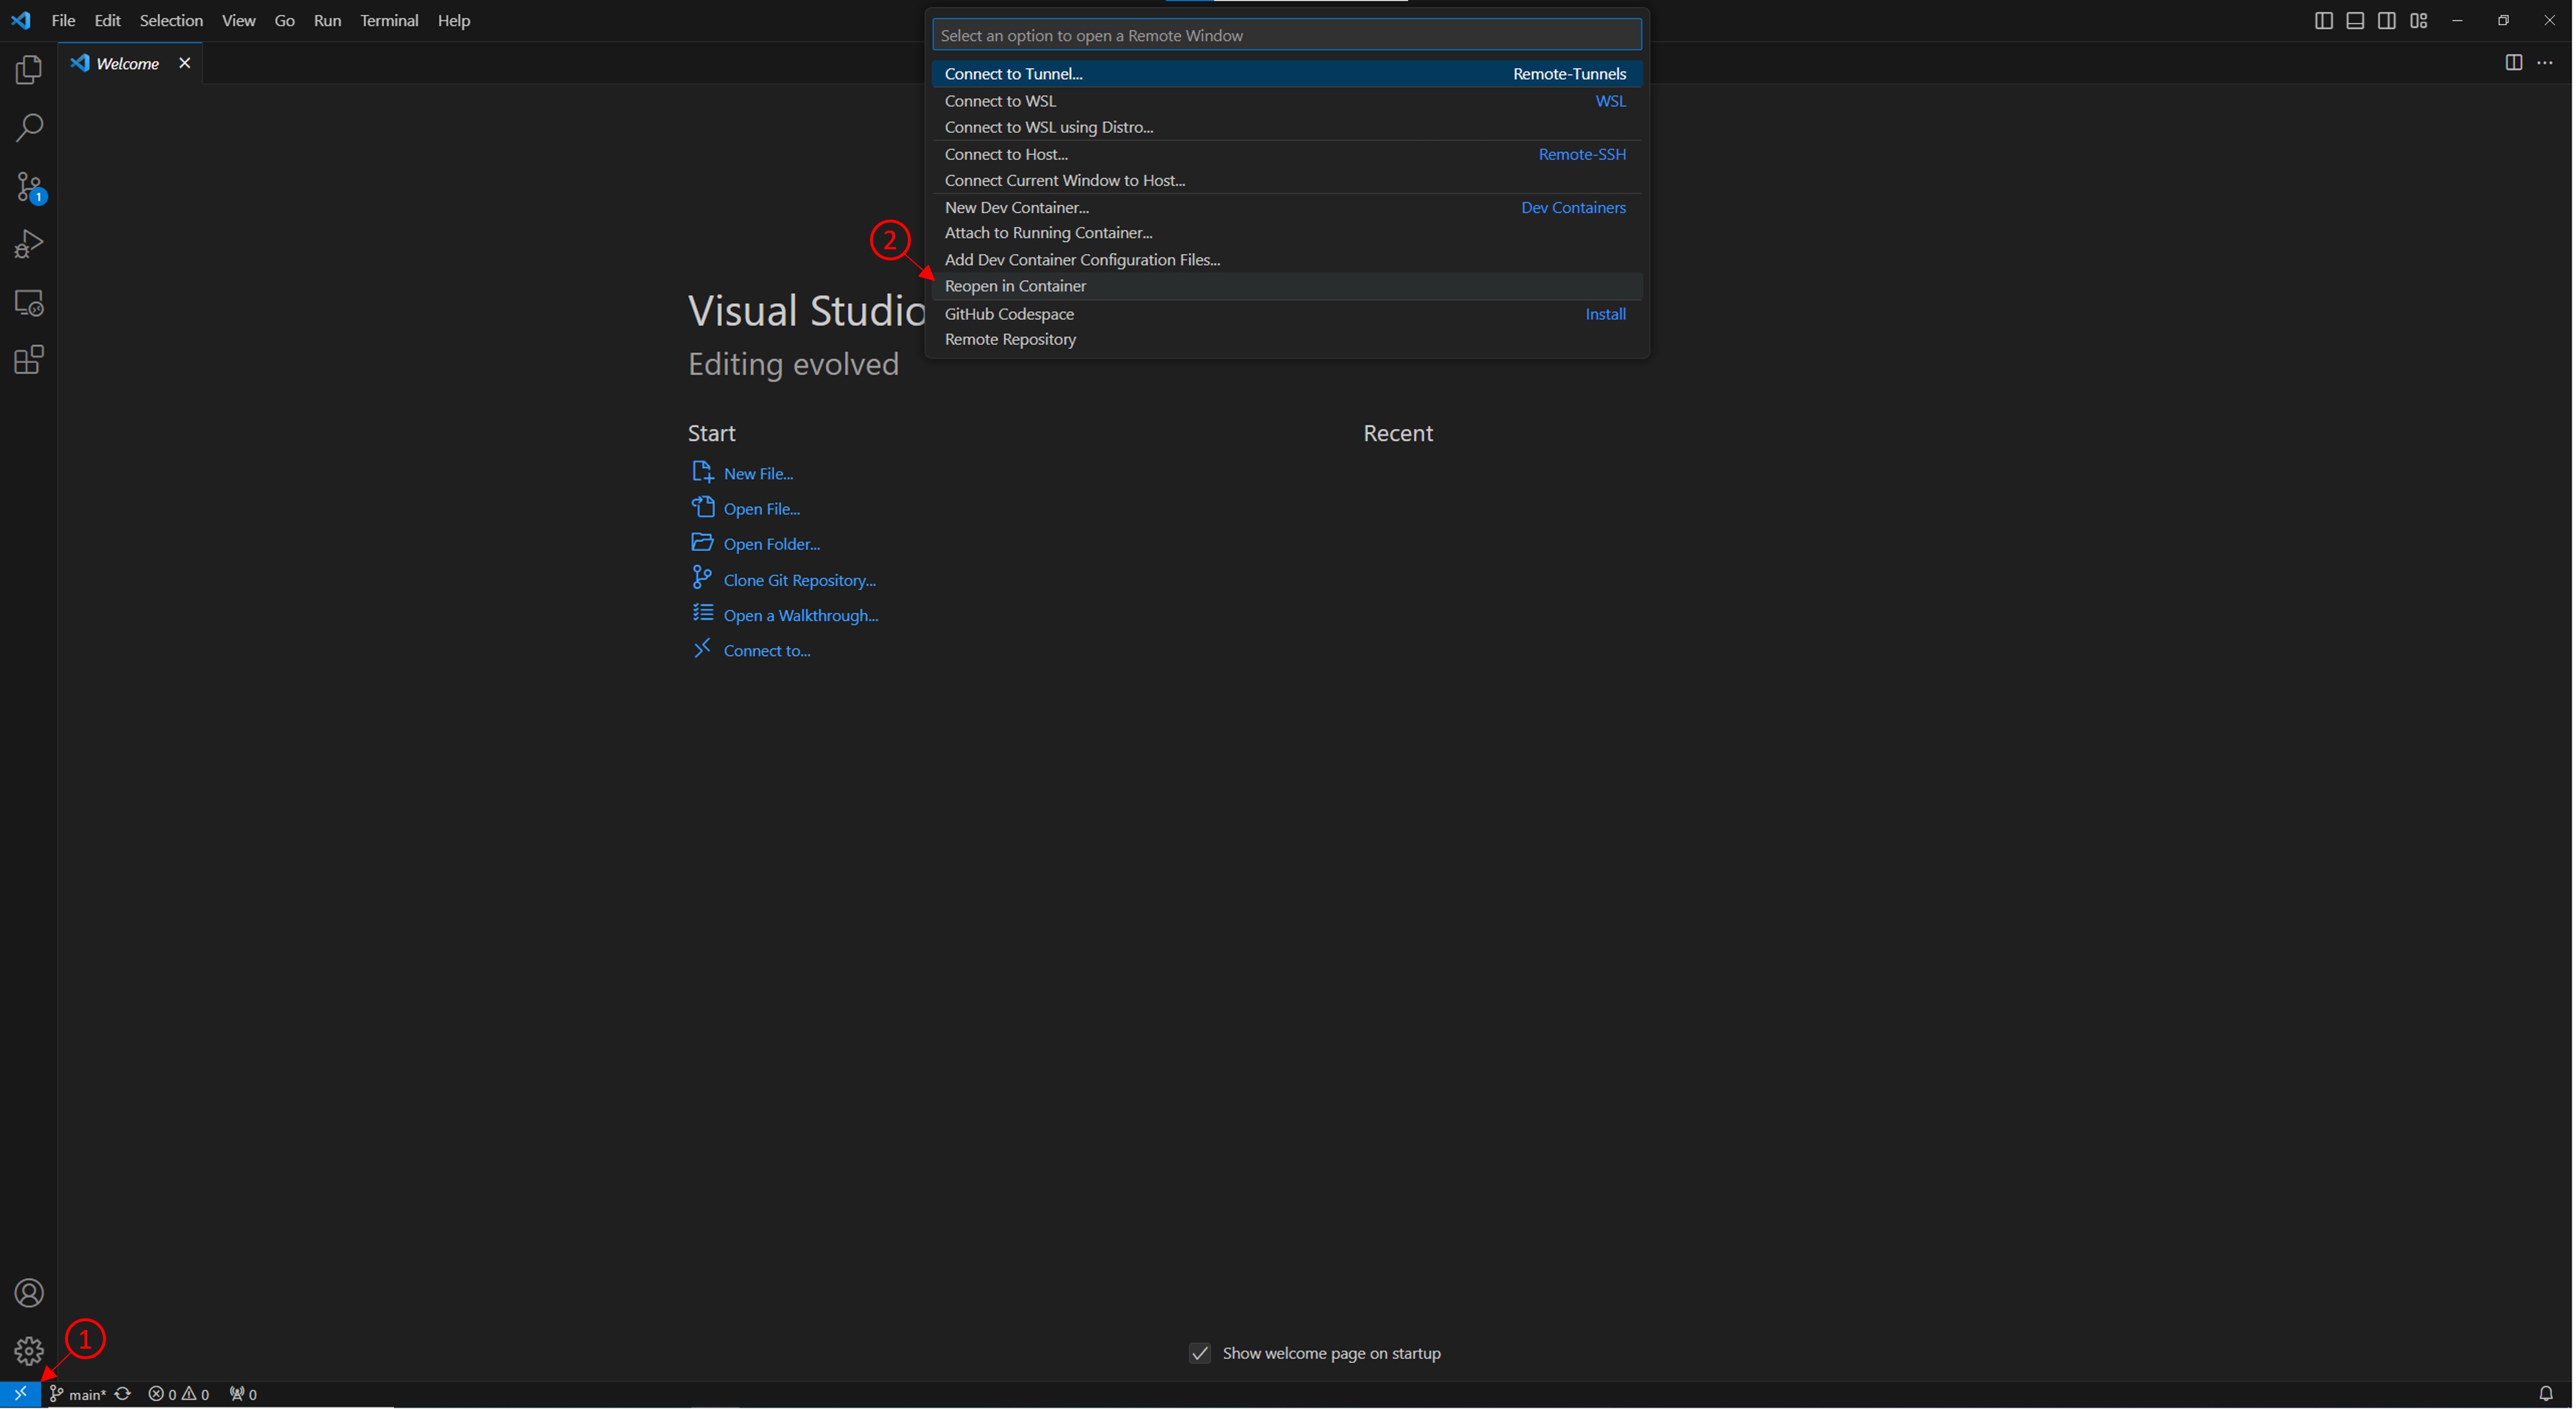 File Edit Selection View Go Run Terminal Help
Select an option to open a Remote Window
Welcome
Connect to Tunnel... Remote-Tunnels
Connect to WSL WSL
Connect to WSL using Distro...
Connect to Host... Remote-SSH
Connect Current Window to Host...
New Dev Container... Dev Containers
Attach to Running Container...
Add Dev Container Configuration Files...
Reopen in Container
GitHub Codespace Install
Remote Repository
1
2
Visual Studio
Editing evolved
Start
New File...
Open File...
Open Folder...
Clone Git Repository...
Open a Walkthrough...
Connect to...
Recent
Show welcome page on startup
1
main* 0 0 0